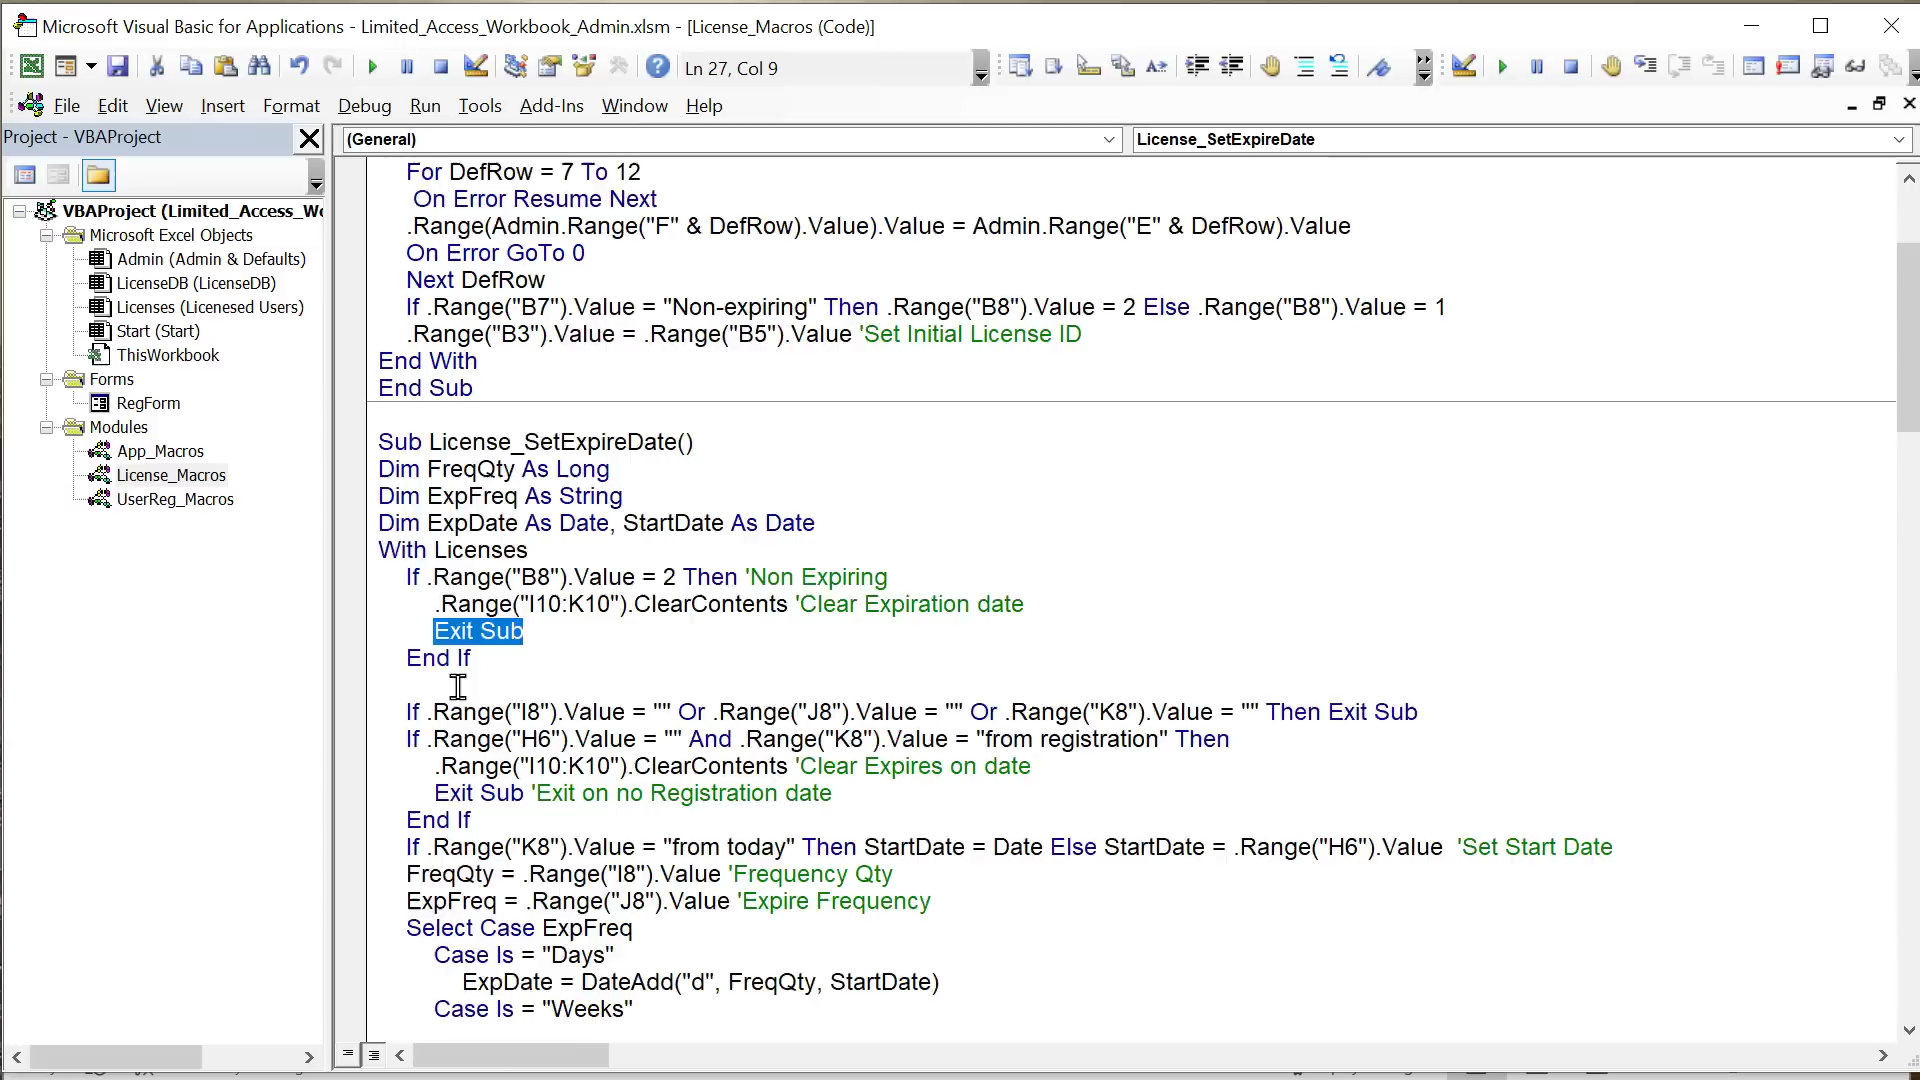 Microsoft Visual Basic for Applications - Limited_Access_Workbook_Admin.xlsm - [License_Macros (Code)]
Ln 27, Col 9
File Edit View Insert Format Debug Run Tools Add-Ins Window Help
Project - VBAProject
(General)
License_SetExpireDate
VBAProject (Limited_Access_Wo
Microsoft Excel Objects
Admin (Admin & Defaults)
LicenseDB (LicenseDB)
Licenses (Licenesed Users)
Start (Start)
ThisWorkbook
Forms
RegForm
Modules
App_Macros
License_Macros
UserReg_Macros
For DefRow = 7 To 12
On Error Resume Next
.Range(Admin.Range("F" & DefRow).Value).Value = Admin.Range("E" & DefRow).Value
On Error GoTo 0
Next DefRow
If .Range("B7").Value = "Non-expiring" Then .Range("B8").Value = 2 Else .Range("B8").Value = 1
.Range("B3").Value = .Range("B5").Value 'Set Initial License ID
End With
End Sub
Sub License_SetExpireDate()
Dim FreqQty As Long
Dim ExpFreq As String
Dim ExpDate As Date, StartDate As Date
With Licenses
If .Range("B8").Value = 2 Then 'Non Expiring
.Range("I10:K10").ClearContents 'Clear Expiration date
Exit Sub
End If
If .Range("I8").Value = "" Or .Range("J8").Value = "" Or .Range("K8").Value = "" Then Exit Sub
If .Range("H6").Value = "" And .Range("K8").Value = "from registration" Then
.Range("I10:K10").ClearContents 'Clear Expires on date
Exit Sub 'Exit on no Registration date
End If
If .Range("K8").Value = "from today" Then StartDate = Date Else StartDate = .Range("H6").Value 'Set Start Date
FreqQty = .Range("I8").Value 'Frequency Qty
ExpFreq = .Range("J8").Value 'Expire Frequency
Select Case ExpFreq
Case Is = "Days"
ExpDate = DateAdd("d", FreqQty, StartDate)
Case Is = "Weeks"